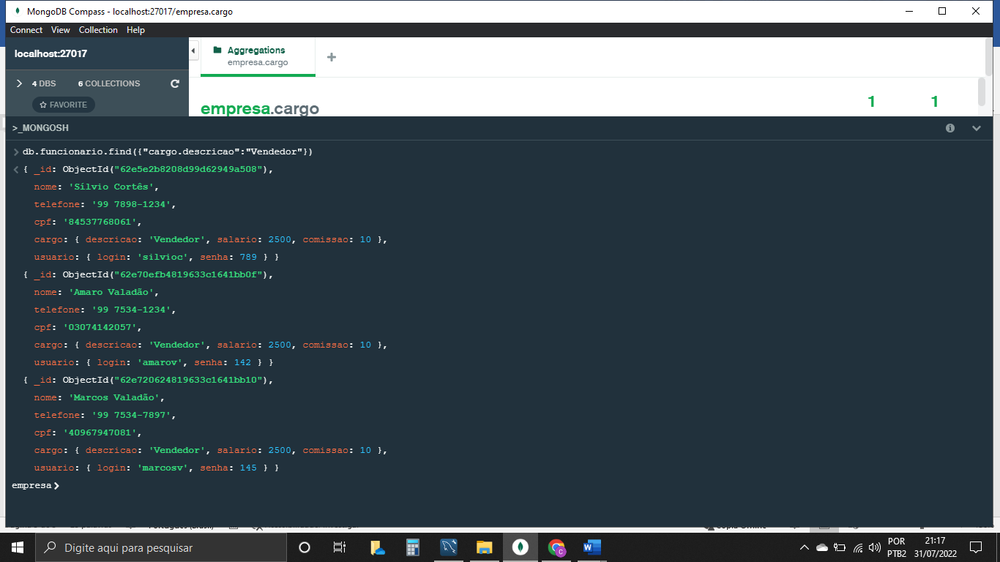 MongoDB Compass - localhost:27017/empresa.cargo
Connect View Collection Help
localhost:27017
Aggregations
empresa.cargo
4 DBS 6 COLLECTIONS
FAVORITE
empresa.cargo 1 1
>_MONGOSH
db.funcionario.find({"cargo.descricao":"Vendedor"})
{ _id: ObjectId("62e5e2b8208d99d62949a508"),
nome: 'Sílvio Cortês',
telefone: '99 7898-1234',
cpf: '84537768061',
cargo: { descricao: 'Vendedor', salario: 2500, comissao: 10 },
usuario: { login: 'silvioc', senha: 789 } }
{ _id: ObjectId("62e70efb4819633c1641bb0f"),
nome: 'Amaro Valadão',
telefone: '99 7534-1234',
cpf: '03074142057',
cargo: { descricao: 'Vendedor', salario: 2500, comissao: 10 },
usuario: { login: 'amarov', senha: 142 } }
{ _id: ObjectId("62e720624819633c1641bb10"),
nome: 'Marcos Valadão',
telefone: '99 7534-7897',
cpf: '40967947081',
cargo: { descricao: 'Vendedor', salario: 2500, comissao: 10 },
usuario: { login: 'marcosv', senha: 145 } }
empresa>
Digite aqui para pesquisar
POR
PTB2
21:17
31/07/2022